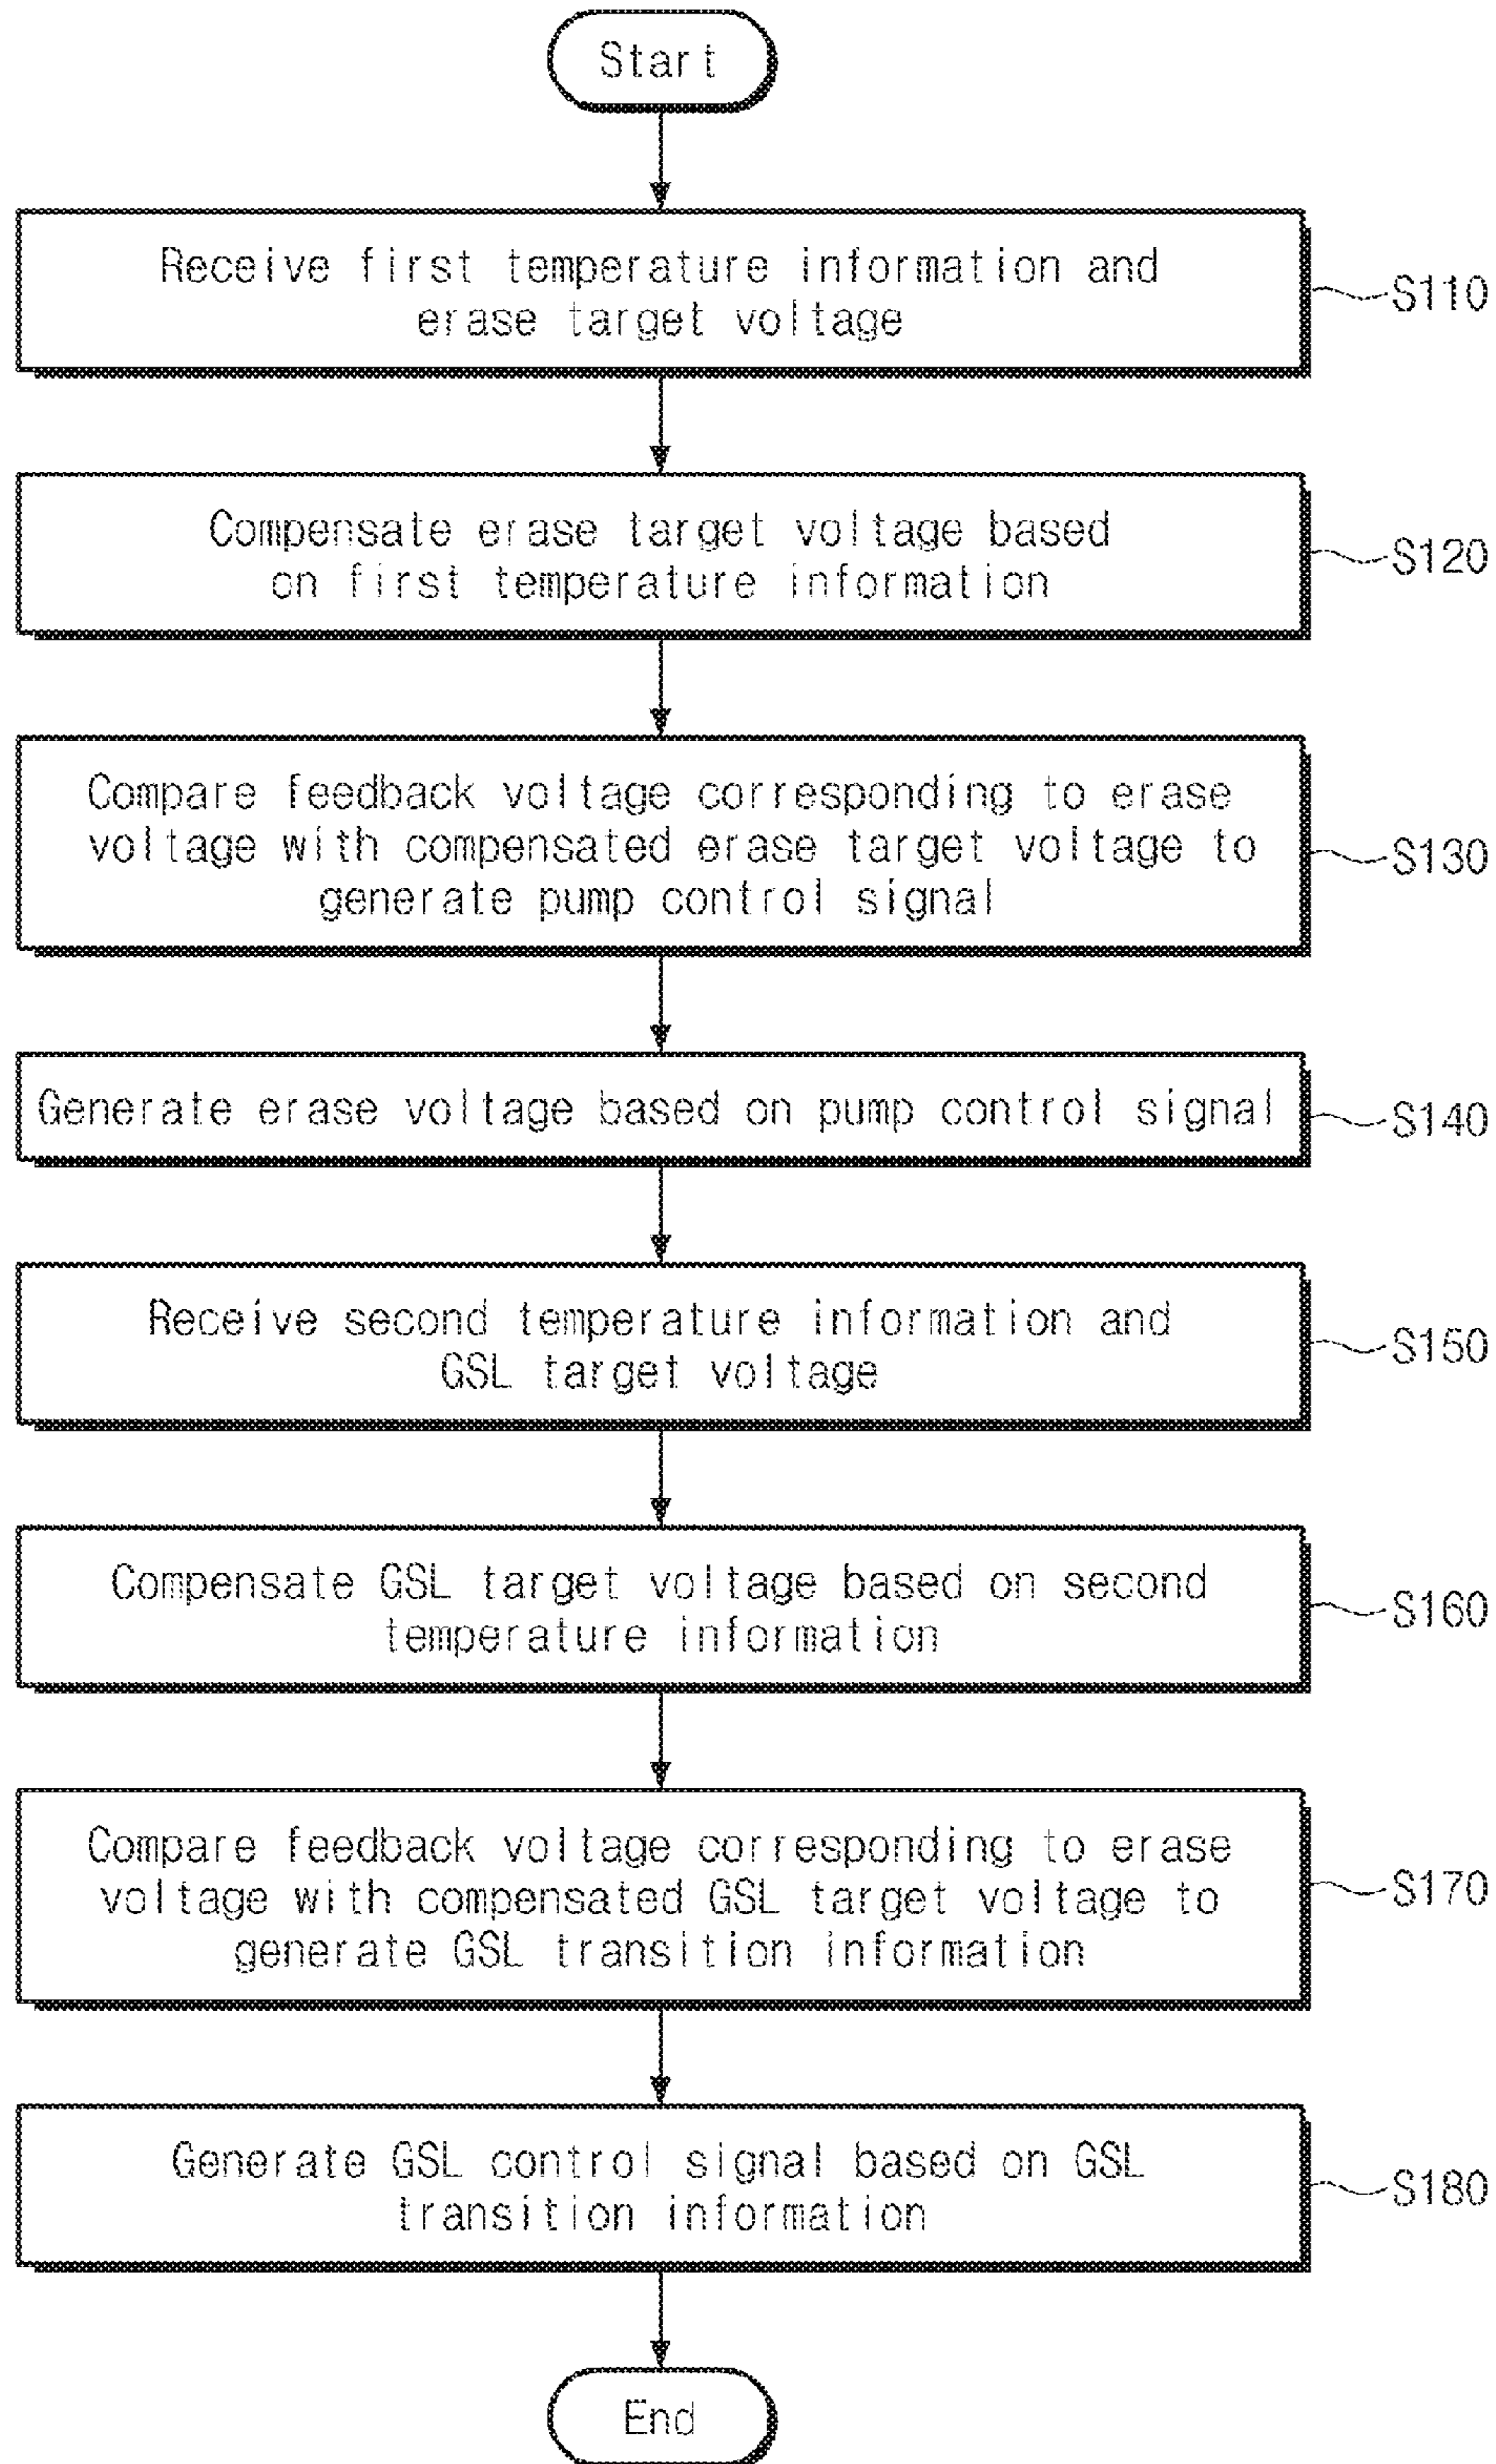 Start
Receive first temperature information and
erase target voltage
S110
Compensate erase target voltage based
on first temperature information
S120
Compare feedback voltage corresponding to erase
voltage with compensated erase target voltage to
generate pump control signal
S130
Generate erase voltage based on pump control signal
S140
Receive second temperature information and
GSL target voltage
S150
Compensate GSL target voltage based on second
temperature information
S160
Compare feedback voltage corresponding to erase
voltage with compensated GSL target voltage to
generate GSL transition information
S170
Generate GSL control signal based on GSL
transition information
S180
End